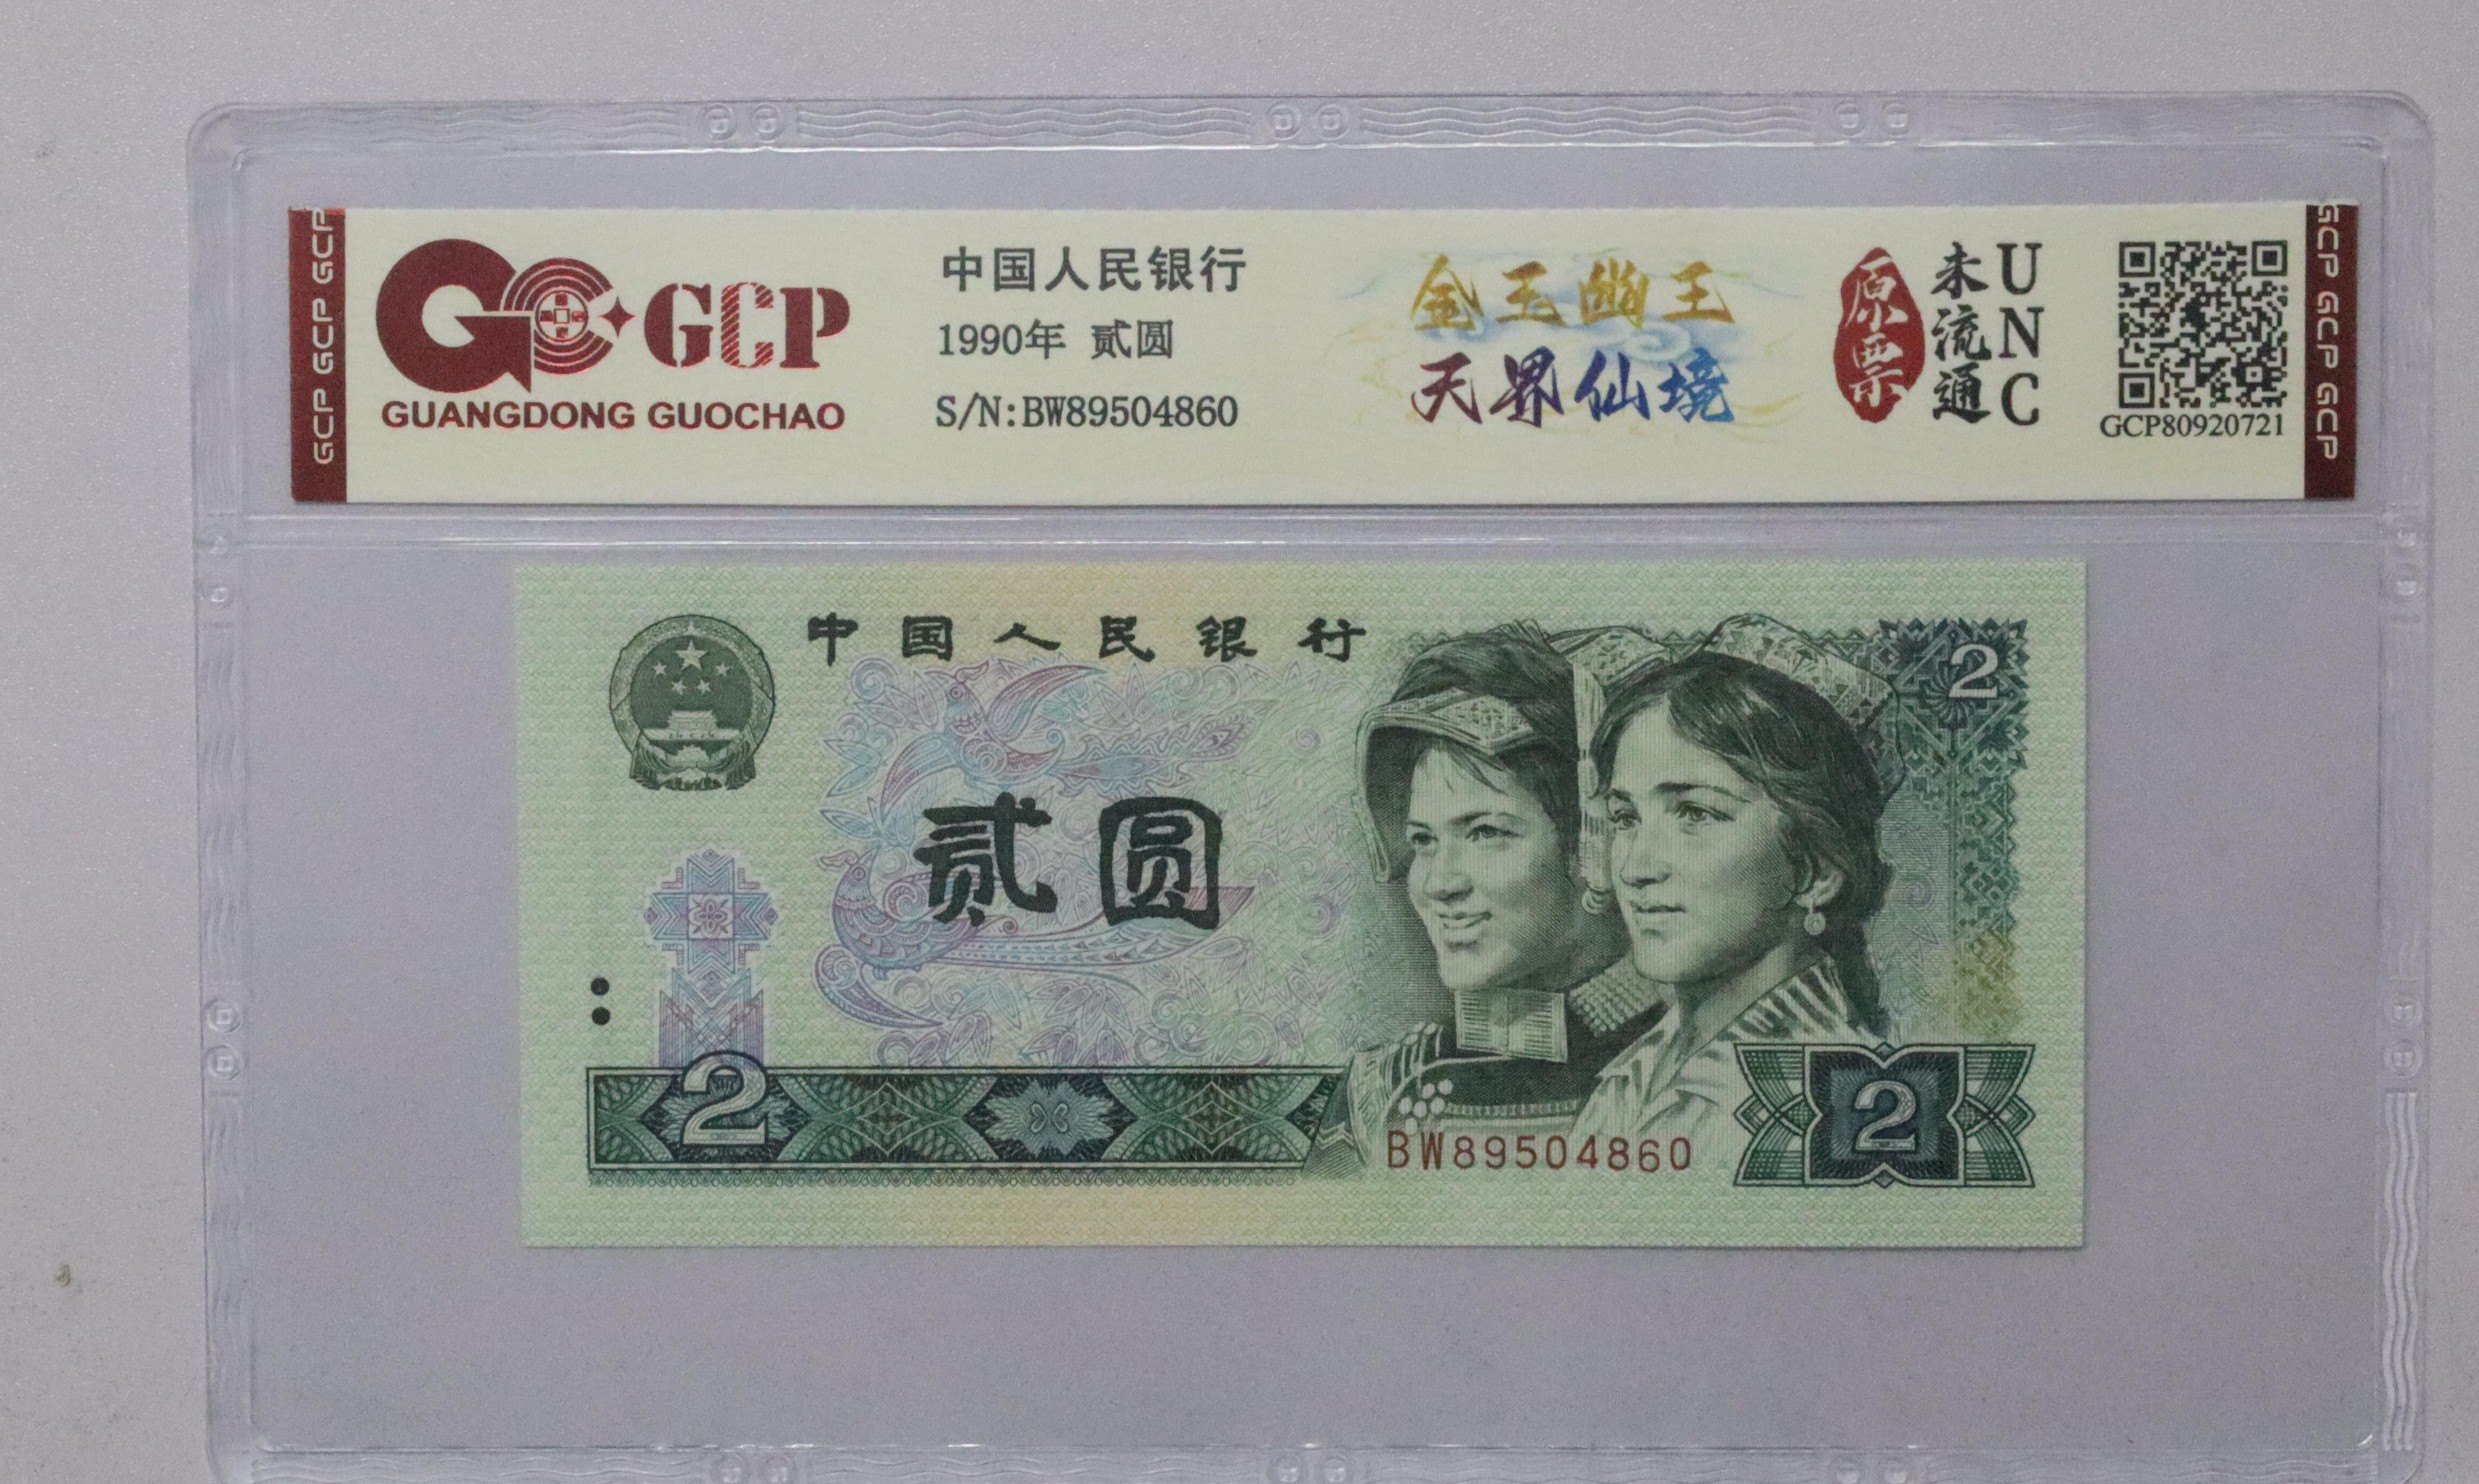 GCP GCP GCP
GCP
GUANGDONG GUOCHAO
中国人民银行
1990年 贰圆
S/N:BW89504860
金玉幽王
天界仙境
原票
未流通
UNC
GCP80920721
GCP GCP GCP
中国人民银行
2
贰圆
2
BW89504860
2